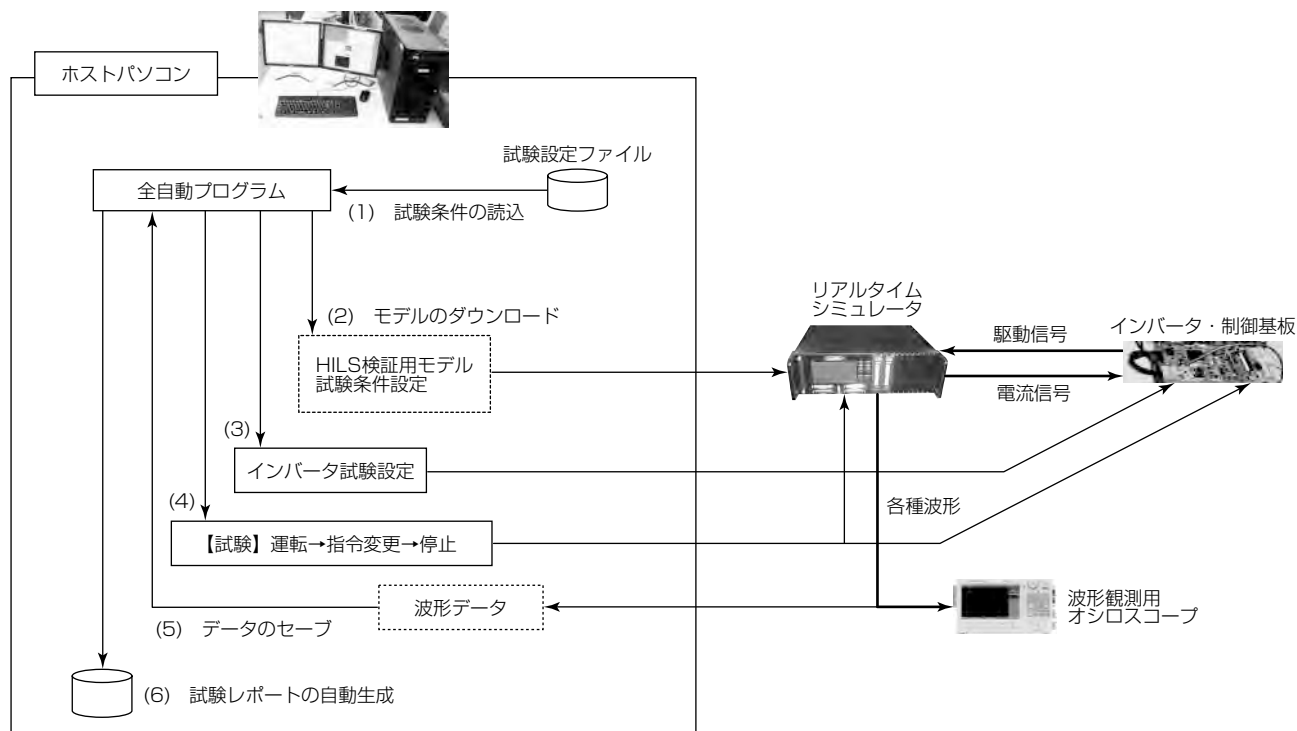 ホストパソコン
試験設定ファイル
全自動プログラム
(1) 試験条件の読込
(2) モデルのダウンロード
HILS検証用モデル
試験条件設定
リアルタイム
シミュレータ
駆動信号
電流信号
インバータ・制御基板
(3)
インバータ試験設定
(4)
【試験】運転→指令変更→停止
各種波形
波形データ
(5) データのセーブ
波形観測用
オシロスコープ
(6) 試験レポートの自動生成